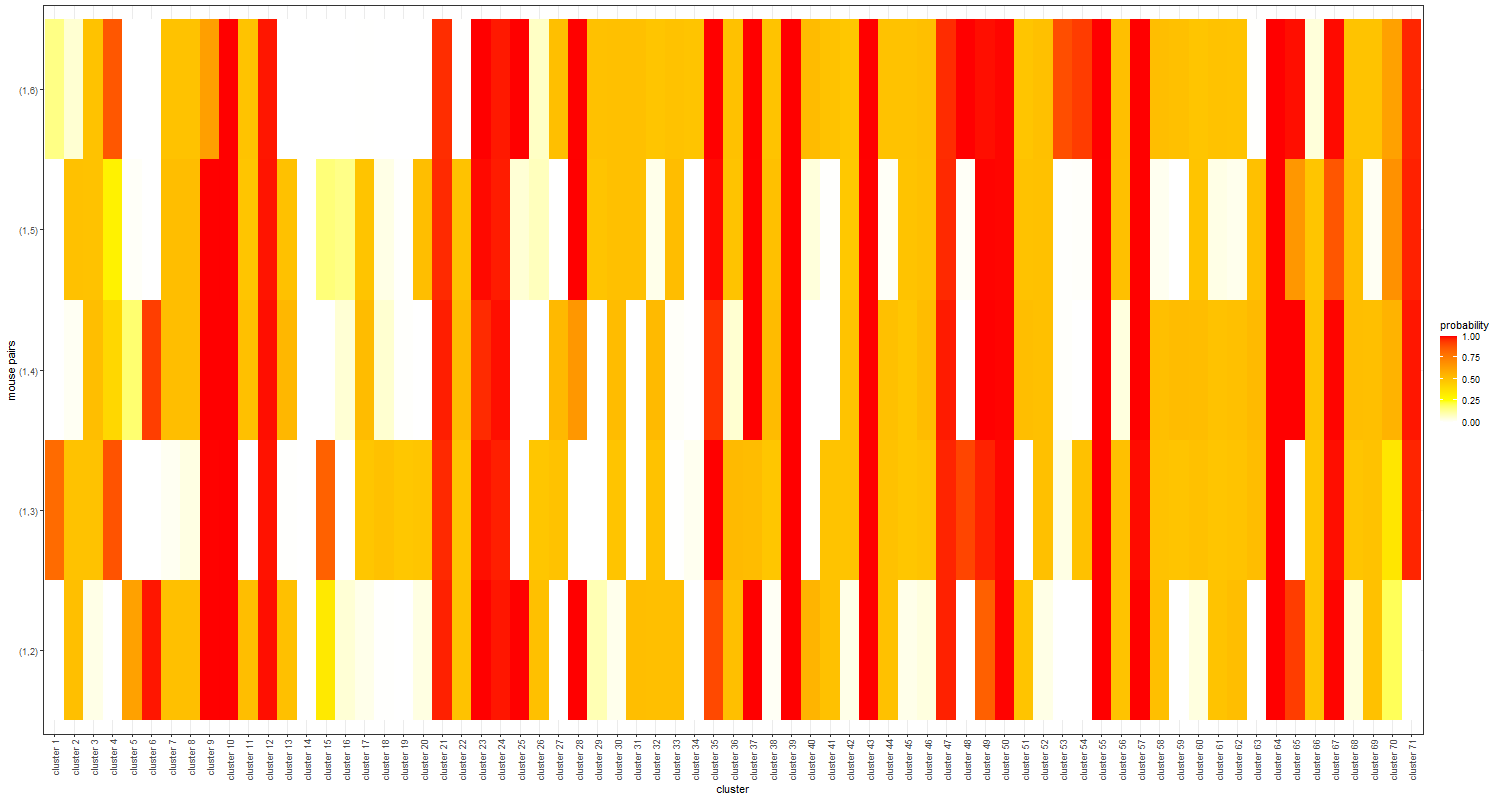 mouse pairs
(1,6)
(1,5)
(1,4)
(1,3)
(1,2)
cluster 1
cluster 2
cluster 3
cluster 4
cluster 5
cluster 6
cluster 7
cluster 8
cluster 9
cluster 10
cluster 11
cluster 12
cluster 13
cluster 14
cluster 15
cluster 16
cluster 17
cluster 18
cluster 19
cluster 20
cluster 21
cluster 22
cluster 23
cluster 24
cluster 25
cluster 26
cluster 27
cluster 28
cluster 29
cluster 30
cluster 31
cluster 32
cluster 33
cluster 34
cluster 35
cluster 36
cluster 37
cluster 38
cluster 39
cluster 40
cluster 41
cluster 42
cluster 43
cluster 44
cluster 45
cluster 46
cluster 47
cluster 48
cluster 49
cluster 50
cluster 51
cluster 52
cluster 53
cluster 54
cluster 55
cluster 56
cluster 57
cluster 58
cluster 59
cluster 60
cluster 61
cluster 62
cluster 63
cluster 64
cluster 65
cluster 66
cluster 67
cluster 68
cluster 69
cluster 70
cluster 71
cluster
probability
1.00
0.75
0.50
0.25
0.00